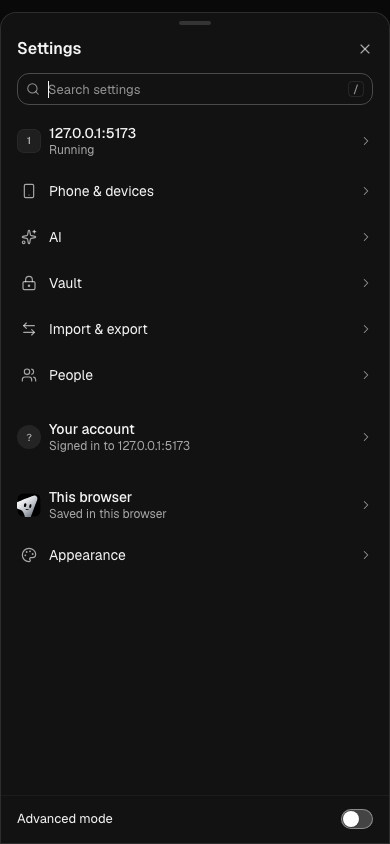 Settings
Search settings
/
1
127.0.0.1:5173
Running
Phone & devices
AI
Vault
Import & export
People
?
Your account
Signed in to 127.0.0.1:5173
This browser
Saved in this browser
Appearance
Advanced mode